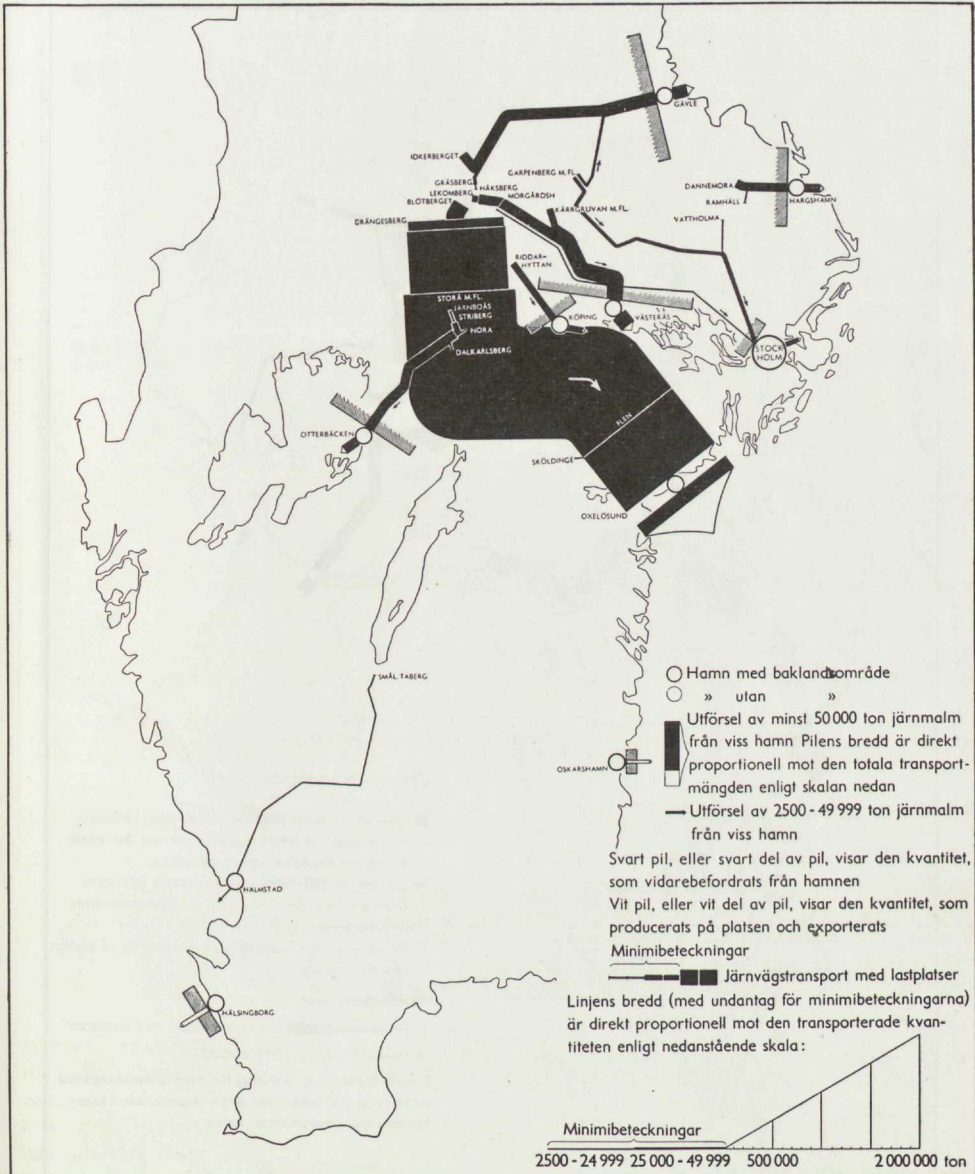 GÄVLE
IDKERBERGET
GARPENBERG M.FL.
GRÄSBERG
HÅKSBERG
LEKOMBERG
MORGÅRDSH
BLÖTBERGET
DANNEMORA
RAMHÄLL
HARGSHAMN
VATTHOLMA
KÄRRGRUVAN M.FL.
GRÄNGESBERG
RIDDAR-
HYTTAN
STORÅ M.FL.
JÄRNBOÅS
STRIBERG
NORA
DALKARLSBERG
KÖPING
VÄSTERÅS
STOCK
HOLM
OTTERBÄCKEN
FLEN
SKÖLDINGE
OXELÖSUND
SMÅL. TABERG
OSKARSHAMN
HALMSTAD
HÄLSINGBORG
Hamn med baklandsområde
» utan »
Utförsel av minst 50 000 ton järnmalm
från viss hamn Pilens bredd är direkt
proportionell mot den totala transport-
mängden enligt skalan nedan
Utförsel av 2500 - 49 999 ton järnmalm
från viss hamn
Svart pil, eller svart del av pil, visar den kvantitet,
som vidarebefordrats från hamnen
Vit pil, eller vit del av pil, visar den kvantitet, som
producerats på platsen och exporterats
Minimibeteckningar
Järnvägstransport med lastplatser
Linjens bredd (med undantag för minimibeteckningarna)
är direkt proportionell mot den transporterade kvan-
titeten enligt nedanstående skala:
Minimibeteckningar
2500 - 24 999 25 000 - 49 999 500 000 2 000 000 ton